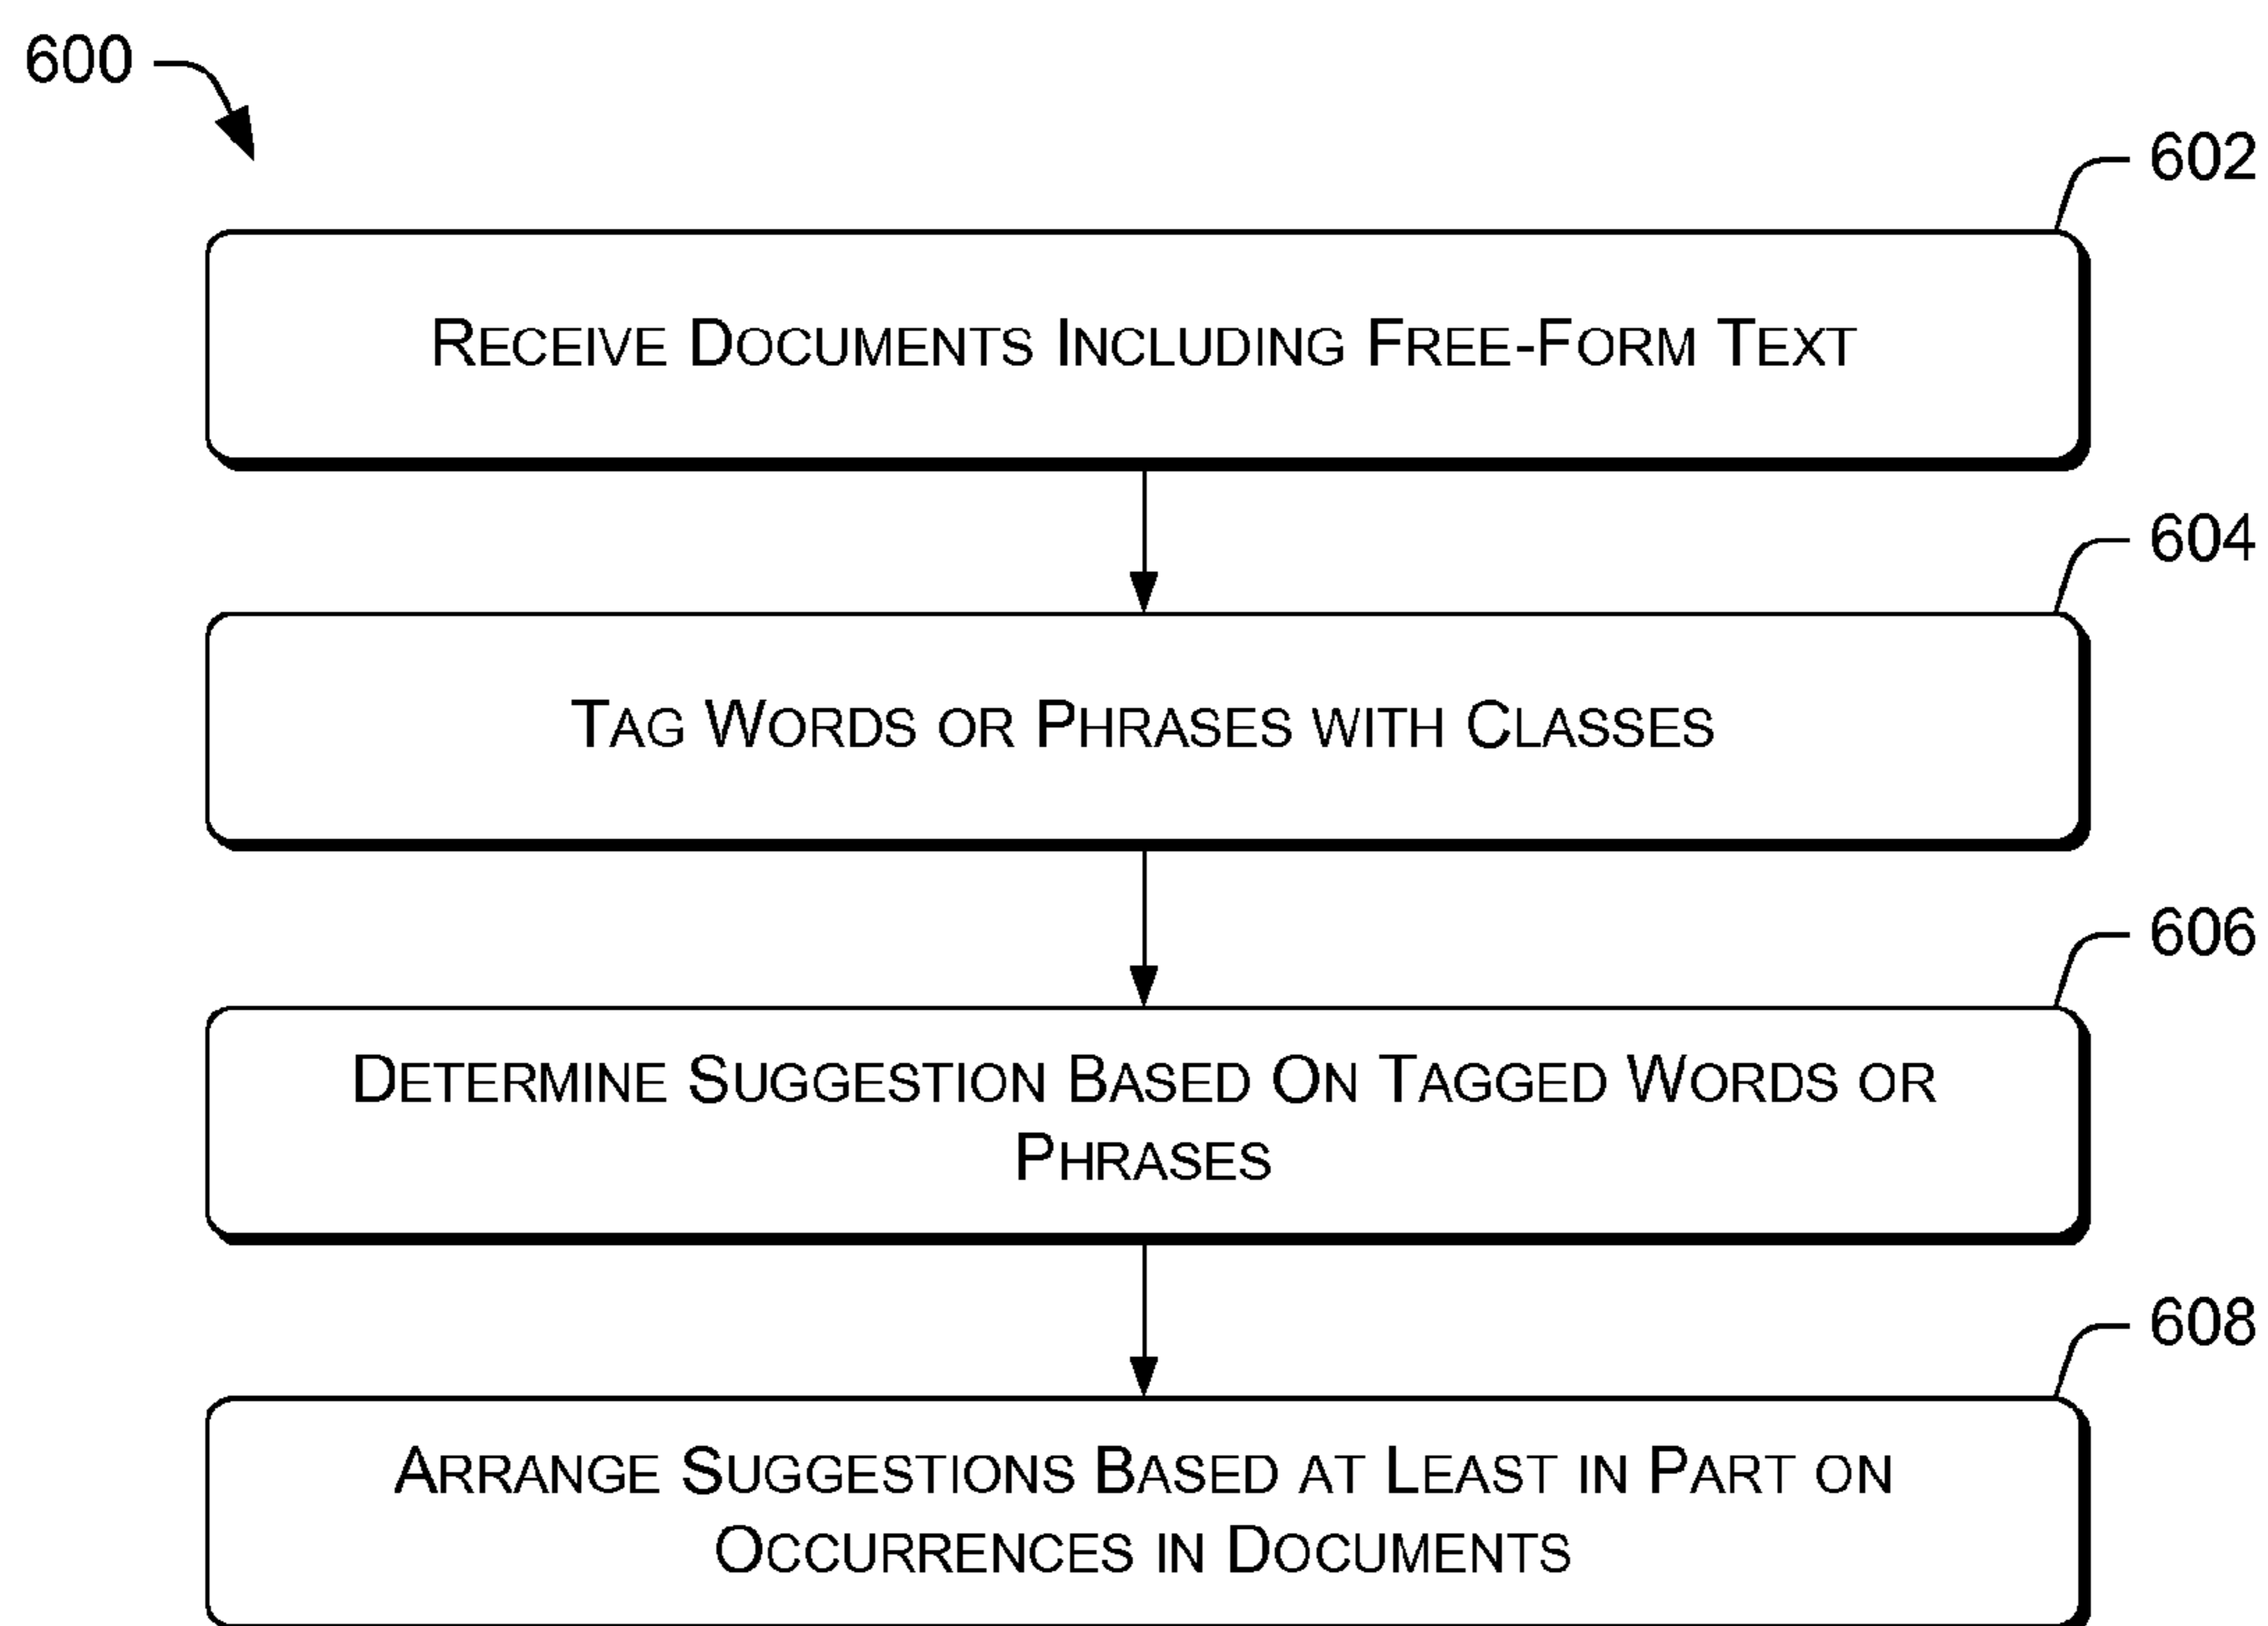 600
602
RECEIVE DOCUMENTS INCLUDING FREE-FORM TEXT
604
TAG WORDS OR PHRASES WITH CLASSES
606
DETERMINE SUGGESTION BASED ON TAGGED WORDS OR
PHRASES
608
ARRANGE SUGGESTIONS BASED AT LEAST IN PART ON
OCCURRENCES IN DOCUMENTS